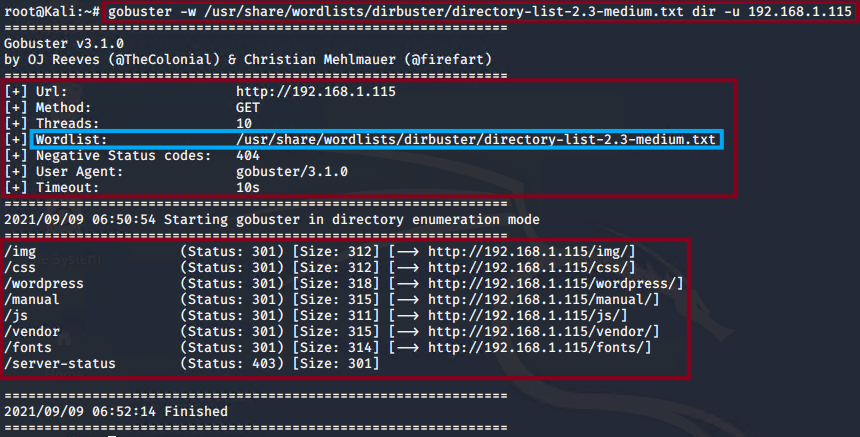 root@Kali:~# gobuster -w /usr/share/wordlists/dirbuster/directory-list-2.3-medium.txt dir -u 192.168.1.115
===============================================================
Gobuster v3.1.0
by OJ Reeves (@TheColonial) & Christian Mehlmauer (@firefart)
===============================================================
[+] Url:                     http://192.168.1.115
[+] Method:                  GET
[+] Threads:                 10
[+] Wordlist:                /usr/share/wordlists/dirbuster/directory-list-2.3-medium.txt
[+] Negative Status codes:   404
[+] User Agent:              gobuster/3.1.0
[+] Timeout:                 10s
===============================================================
2021/09/09 06:50:54 Starting gobuster in directory enumeration mode
===============================================================
/img                  (Status: 301) [Size: 312] [--> http://192.168.1.115/img/]
/css                  (Status: 301) [Size: 312] [--> http://192.168.1.115/css/]
/wordpress            (Status: 301) [Size: 318] [--> http://192.168.1.115/wordpress/]
/manual               (Status: 301) [Size: 315] [--> http://192.168.1.115/manual/]
/js                   (Status: 301) [Size: 311] [--> http://192.168.1.115/js/]
/vendor               (Status: 301) [Size: 315] [--> http://192.168.1.115/vendor/]
/fonts                (Status: 301) [Size: 314] [--> http://192.168.1.115/fonts/]
/server-status        (Status: 403) [Size: 301]
===============================================================
2021/09/09 06:52:14 Finished
===============================================================